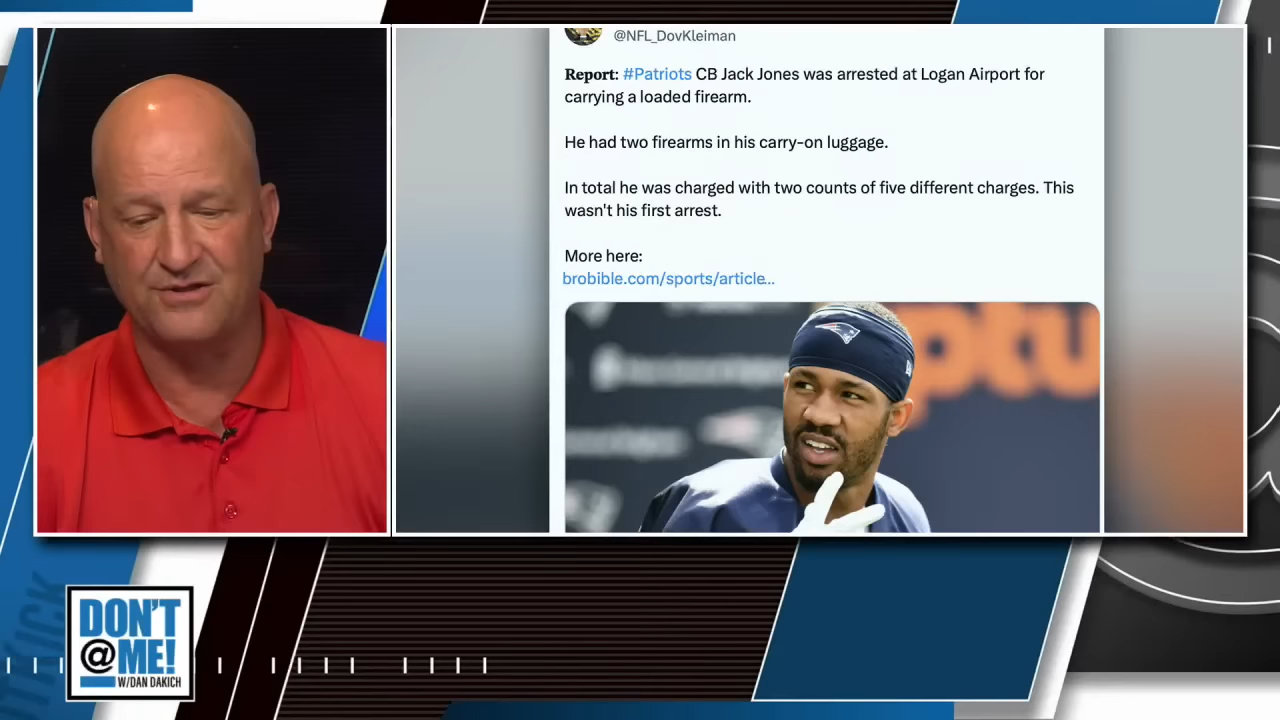 @NFL_DovKleiman
Report: #Patriots CB Jack Jones was arrested at Logan Airport for
carrying a loaded firearm.
He had two firearms in his carry-on luggage.
In total he was charged with two counts of five different charges. This
wasn't his first arrest.
More here:
brobible.com/sports/article...
ptu
DON'T
@ME!
W/DAN DAKICH